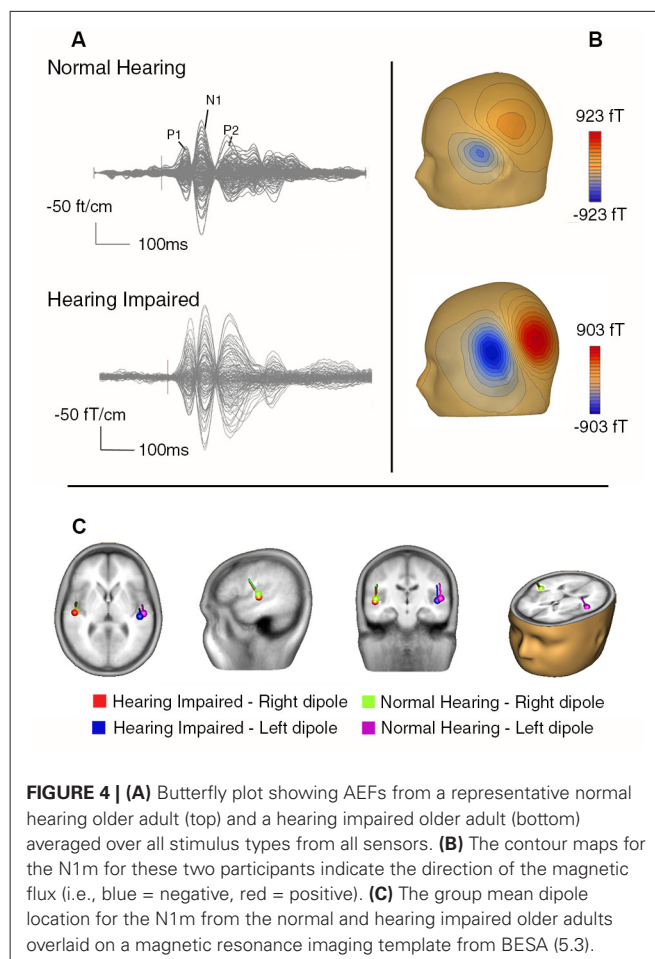 A
B
Normal Hearing
N1
P1
P2
-50 ft/cm
100ms
923 fT
-923 fT
Hearing Impaired
-50 fT/cm
100ms
903 fT
-903 fT
C
Hearing Impaired - Right dipole
Normal Hearing - Right dipole
Hearing Impaired - Left dipole
Normal Hearing - Left dipole
FIGURE 4 | (A) Butterfly plot showing AEFs from a representative normal
hearing older adult (top) and a hearing impaired older adult (bottom)
averaged over all stimulus types from all sensors. (B) The contour maps for
the N1m for these two participants indicate the direction of the magnetic
flux (i.e., blue = negative, red = positive). (C) The group mean dipole
location for the N1m from the normal and hearing impaired older adults
overlaid on a magnetic resonance imaging template from BESA (5.3).